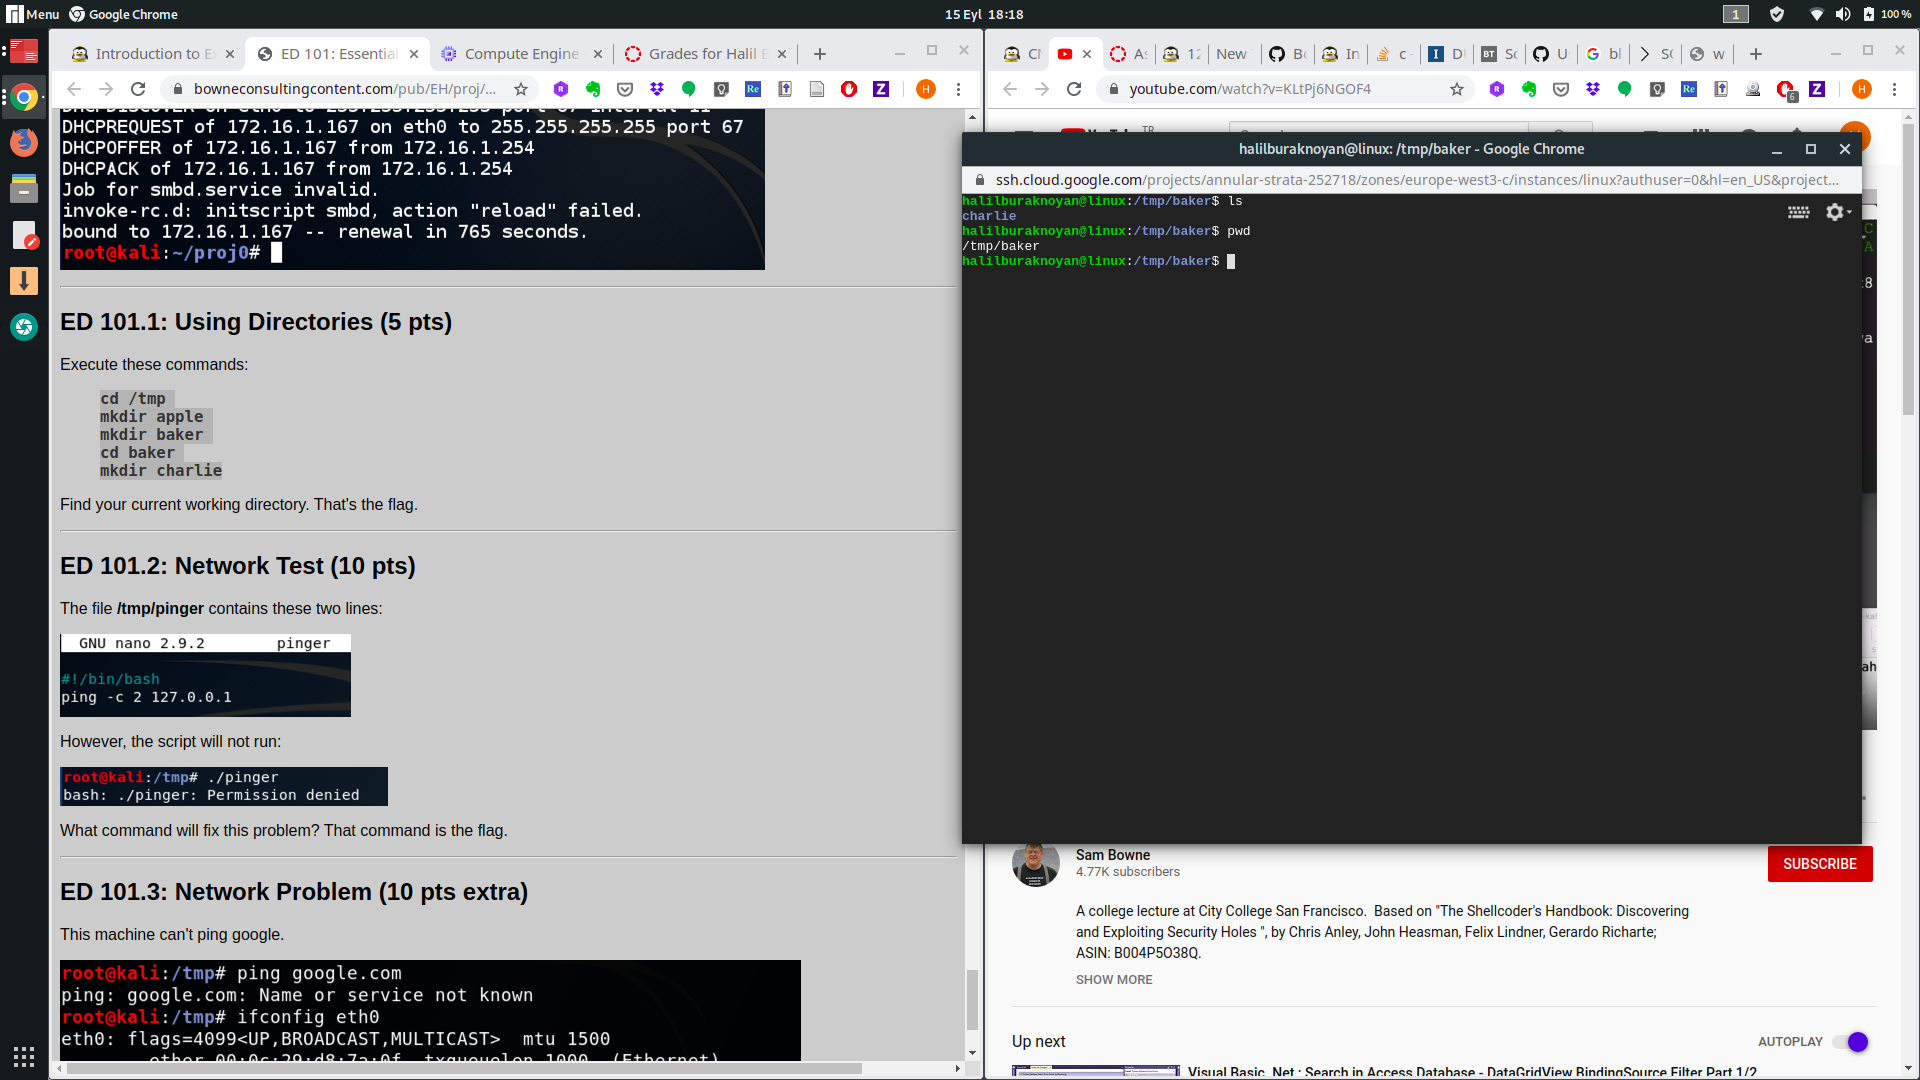 Menu Google Chrome
15 Eyl 18:18
1
100 %
Introduction to E
ED 101: Essential
Compute Engine
Grades for Halil B
bowneconsultingcontent.com/pub/EH/proj/...
DHCPREQUEST of 172.16.1.167 on eth0 to 255.255.255.255 port 67
DHCPOFFER of 172.16.1.167 from 172.16.1.254
DHCPACK of 172.16.1.167 from 172.16.1.254
Job for smbd.service invalid.
invoke-rc.d: initscript smbd, action "reload" failed.
bound to 172.16.1.167 -- renewal in 765 seconds.
root@kali:~/proj0#
ED 101.1: Using Directories (5 pts)
Execute these commands:
cd /tmp
mkdir apple
mkdir baker
cd baker
mkdir charlie
Find your current working directory. That's the flag.
ED 101.2: Network Test (10 pts)
The file /tmp/pinger contains these two lines:
GNU nano 2.9.2 pinger
#!/bin/bash
ping -c 2 127.0.0.1
However, the script will not run:
root@kali:/tmp# ./pinger
bash: ./pinger: Permission denied
What command will fix this problem? That command is the flag.
ED 101.3: Network Problem (10 pts extra)
This machine can't ping google.
root@kali:/tmp# ping google.com
ping: google.com: Name or service not known
root@kali:/tmp# ifconfig eth0
eth0: flags=4099<UP,BROADCAST,MULTICAST> mtu 1500
ether 00:0c:29:d8:7a:0f txqueuelen 1000 (Ethernet)
New
youtube.com/watch?v=KLtPj6NGOF4
halilburaknoyan@linux: /tmp/baker - Google Chrome
ssh.cloud.google.com/projects/annular-strata-252718/zones/europe-west3-c/instances/linux?authuser=0&hl=en_US&project...
halilburaknoyan@linux:/tmp/baker$ ls
charlie
halilburaknoyan@linux:/tmp/baker$ pwd
/tmp/baker
halilburaknoyan@linux:/tmp/baker$
Sam Bowne
4.77K subscribers
SUBSCRIBE
A college lecture at City College San Francisco. Based on "The Shellcoder's Handbook: Discovering
and Exploiting Security Holes ", by Chris Anley, John Heasman, Felix Lindner, Gerardo Richarte;
ASIN: B004P5O38Q.
SHOW MORE
Up next
AUTOPLAY
Visual Basic .Net : Search in Access Database - DataGridView BindingSource Filter Part 1/2